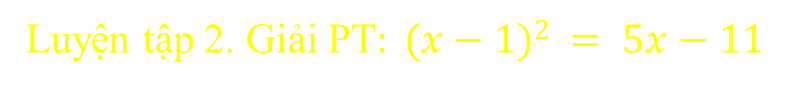 Luyện tập 2. Giải PT: (x − 1)² = 5x − 11